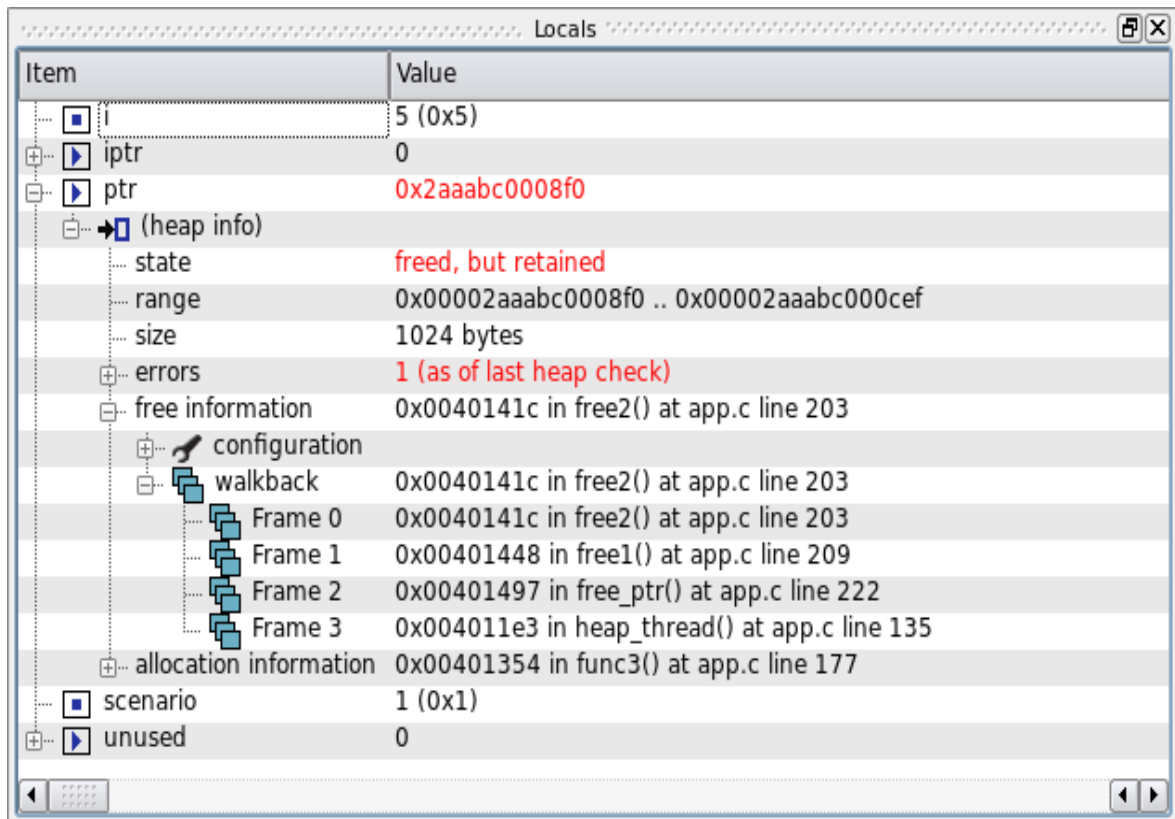 Locals
Item Value
i 5 (0x5)
iptr 0
ptr 0x2aaabc0008f0
(heap info)
state freed, but retained
range 0x00002aaabc0008f0 .. 0x00002aaabc000cef
size 1024 bytes
errors 1 (as of last heap check)
free information 0x0040141c in free2() at app.c line 203
configuration
walkback 0x0040141c in free2() at app.c line 203
Frame 0 0x0040141c in free2() at app.c line 203
Frame 1 0x00401448 in free1() at app.c line 209
Frame 2 0x00401497 in free_ptr() at app.c line 222
Frame 3 0x004011e3 in heap_thread() at app.c line 135
allocation information 0x00401354 in func3() at app.c line 177
scenario 1 (0x1)
unused 0